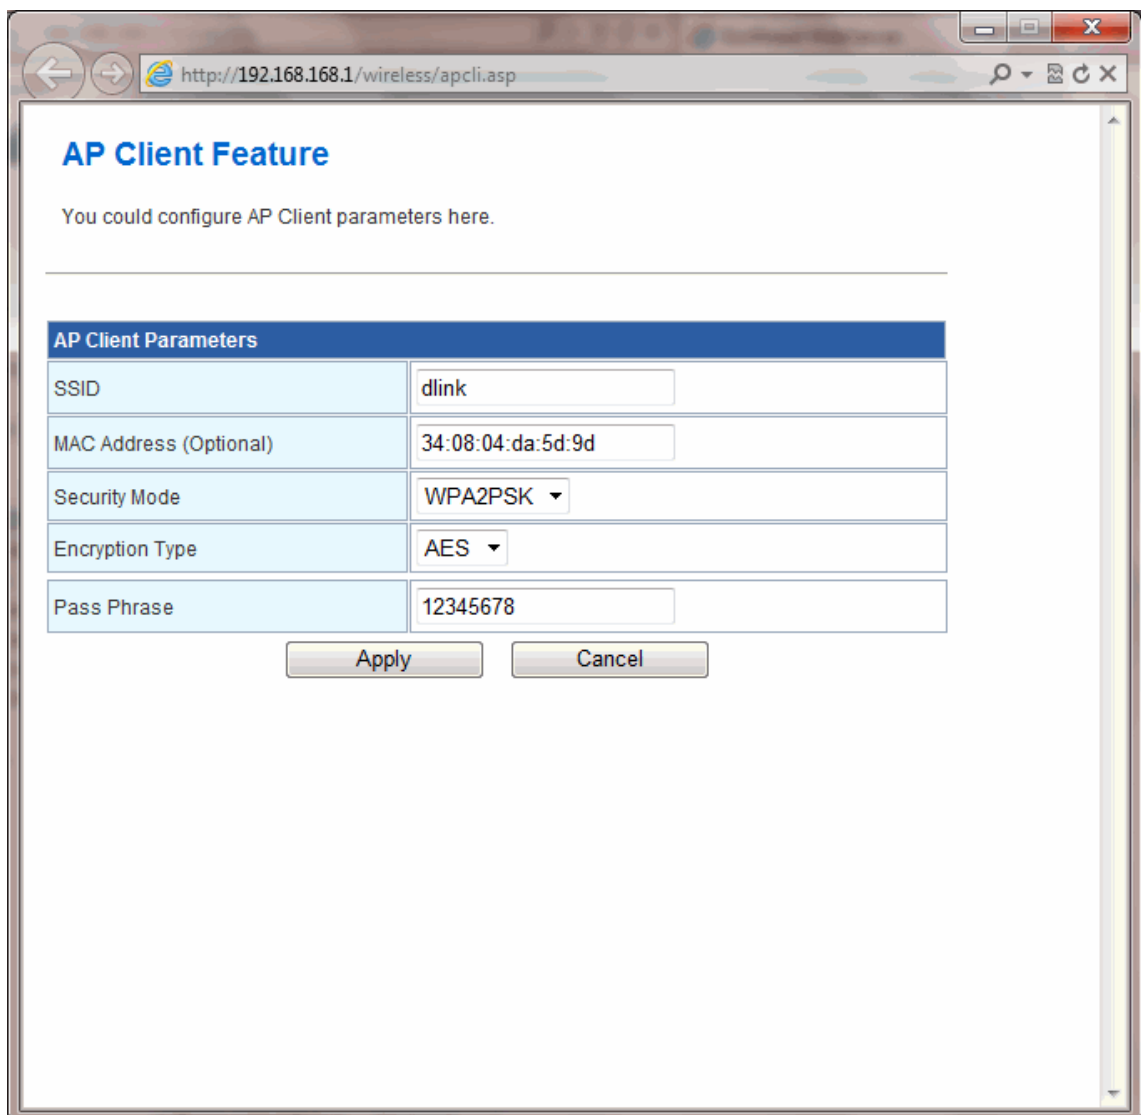 http://192.168.168.1/wireless/apcli.asp
AP Client Feature
You could configure AP Client parameters here.
AP Client Parameters
SSID dlink
MAC Address (Optional) 34:08:04:da:5d:9d
Security Mode WPA2PSK
Encryption Type AES
Pass Phrase 12345678
Apply Cancel